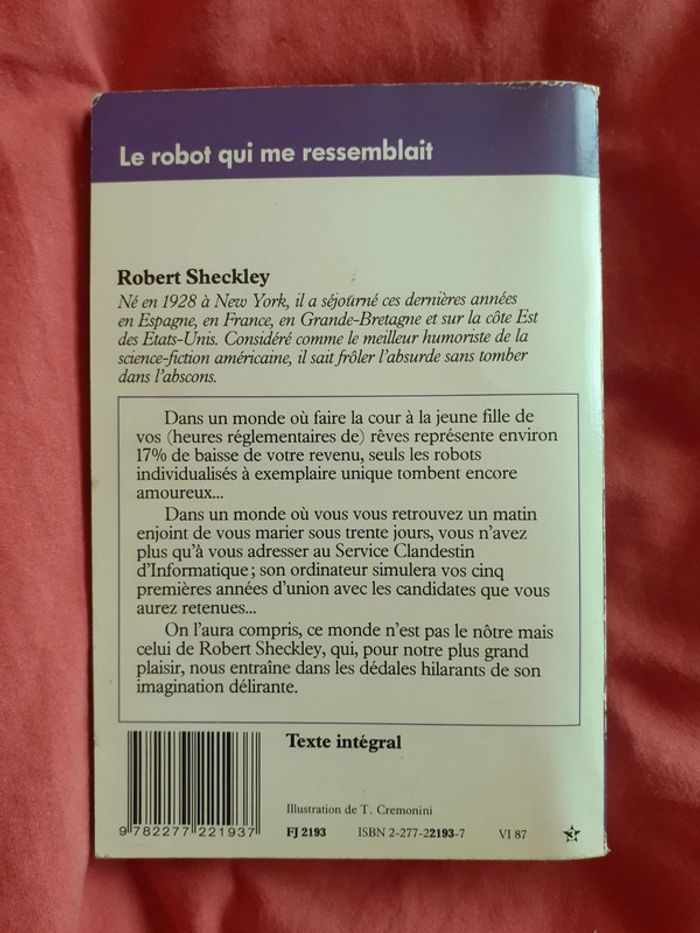 Le robot qui me ressemblait
Robert Sheckley
Né en 1928 à New York, il a séjourné ces dernières années
en Espagne, en France, en Grande-Bretagne et sur la côte Est
des Etats-Unis. Considéré comme le meilleur humoriste de la
science-fiction américaine, il sait frôler l'absurde sans tomber
dans l'abscons.
Dans un monde où faire la cour à la jeune fille de
vos (heures réglementaires de) rêves représente environ
17% de baisse de votre revenu, seuls les robots
individualisés à exemplaire unique tombent encore
amoureux...
Dans un monde où vous vous retrouvez un matin
enjoint de vous marier sous trente jours, vous n'avez
plus qu'à vous adresser au Service Clandestin
d'Informatique; son ordinateur simulera vos cinq
premières années d'union avec les candidates que vous
aurez retenues...
On l'aura compris, ce monde n'est pas le nôtre mais
celui de Robert Sheckley, qui, pour notre plus grand
plaisir, nous entraîne dans les dédales hilarants de son
imagination délirante.
Texte intégral
Illustration de T. Cremonini
9 782277 221937 FJ 2193 ISBN 2-277-22193-7 VI 87 3